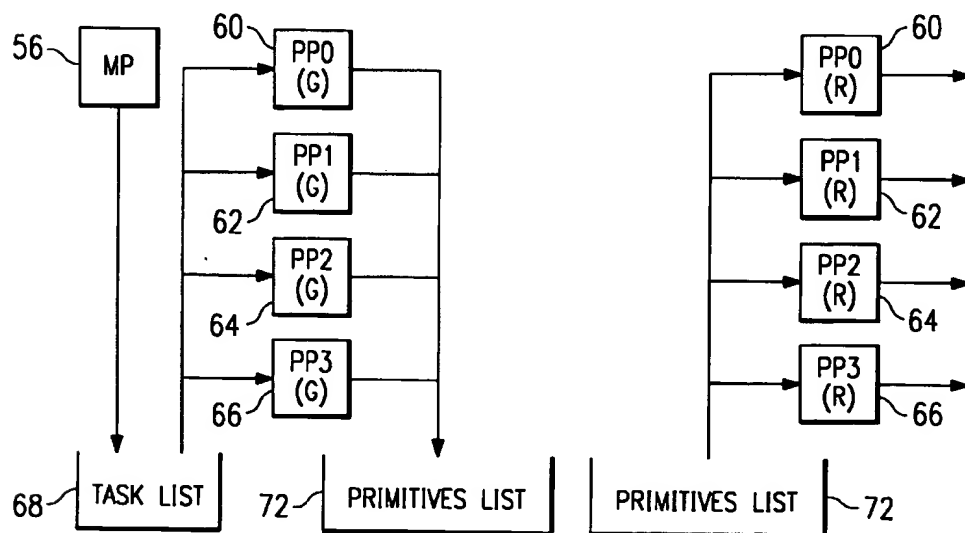 56
MP
60
PP0
(G)
PP1
(G)
62
PP2
(G)
64
PP3
(G)
66
68
TASK LIST
72
PRIMITIVES LIST
60
PP0
(R)
PP1
(R)
62
PP2
(R)
64
PP3
(R)
66
PRIMITIVES LIST
72